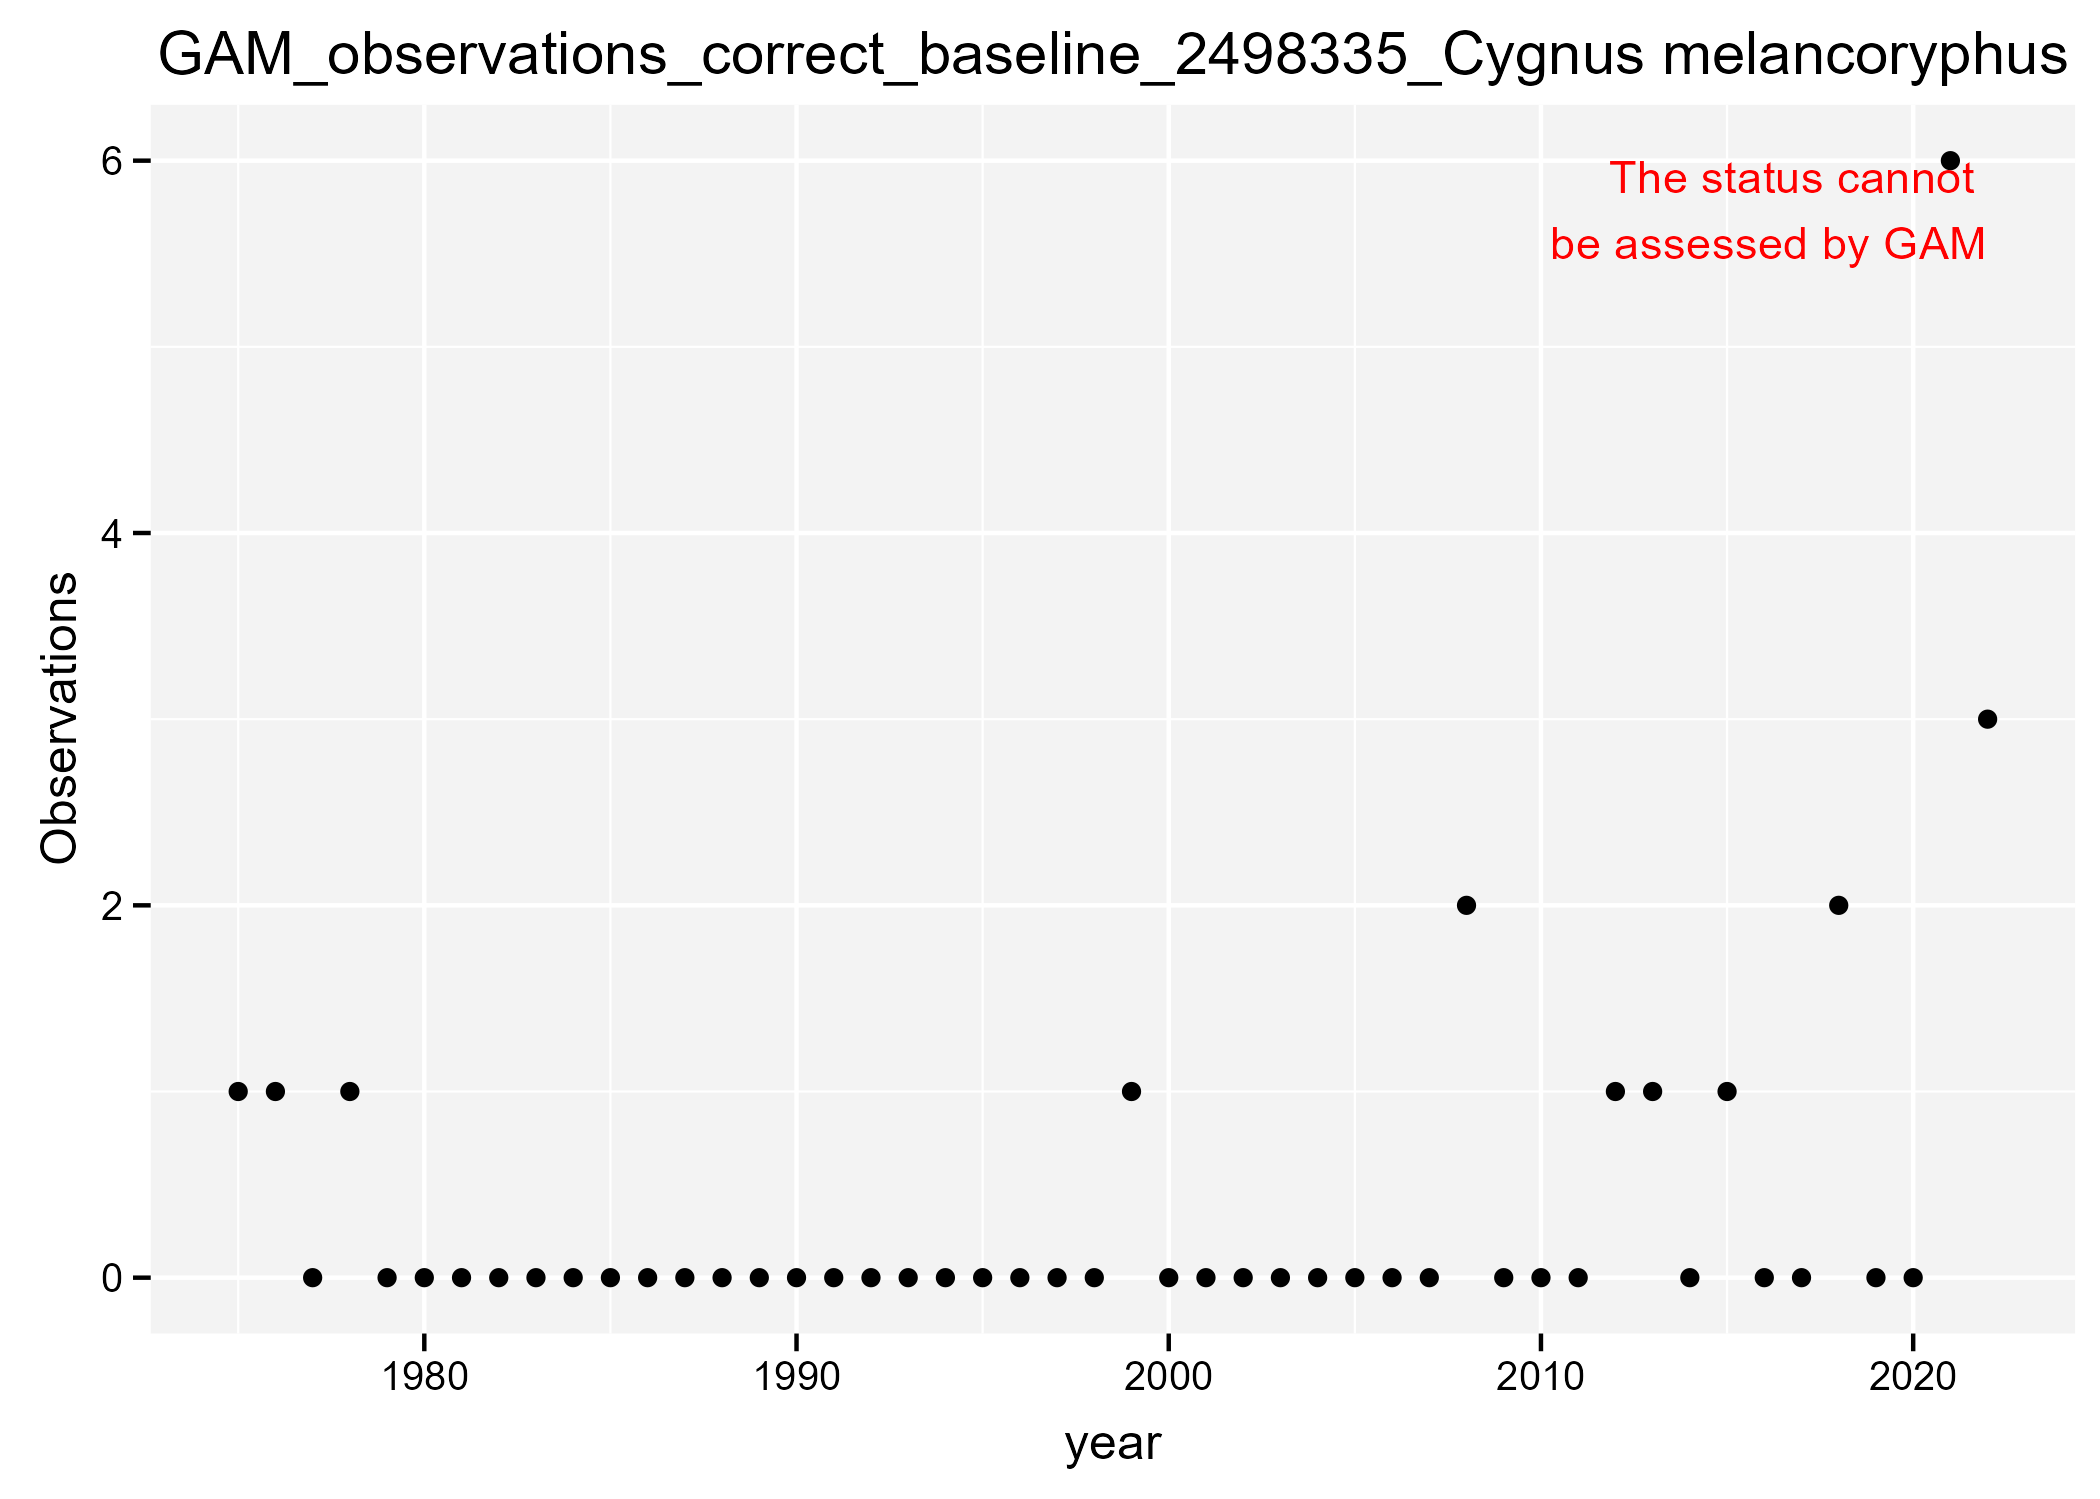 GAM_observations_correct_baseline_2498335_Cygnus melancoryphus
6
The status cannot
be assessed by GAM
4
Observations
2
0
1980 1990 2000 2010 2020
year